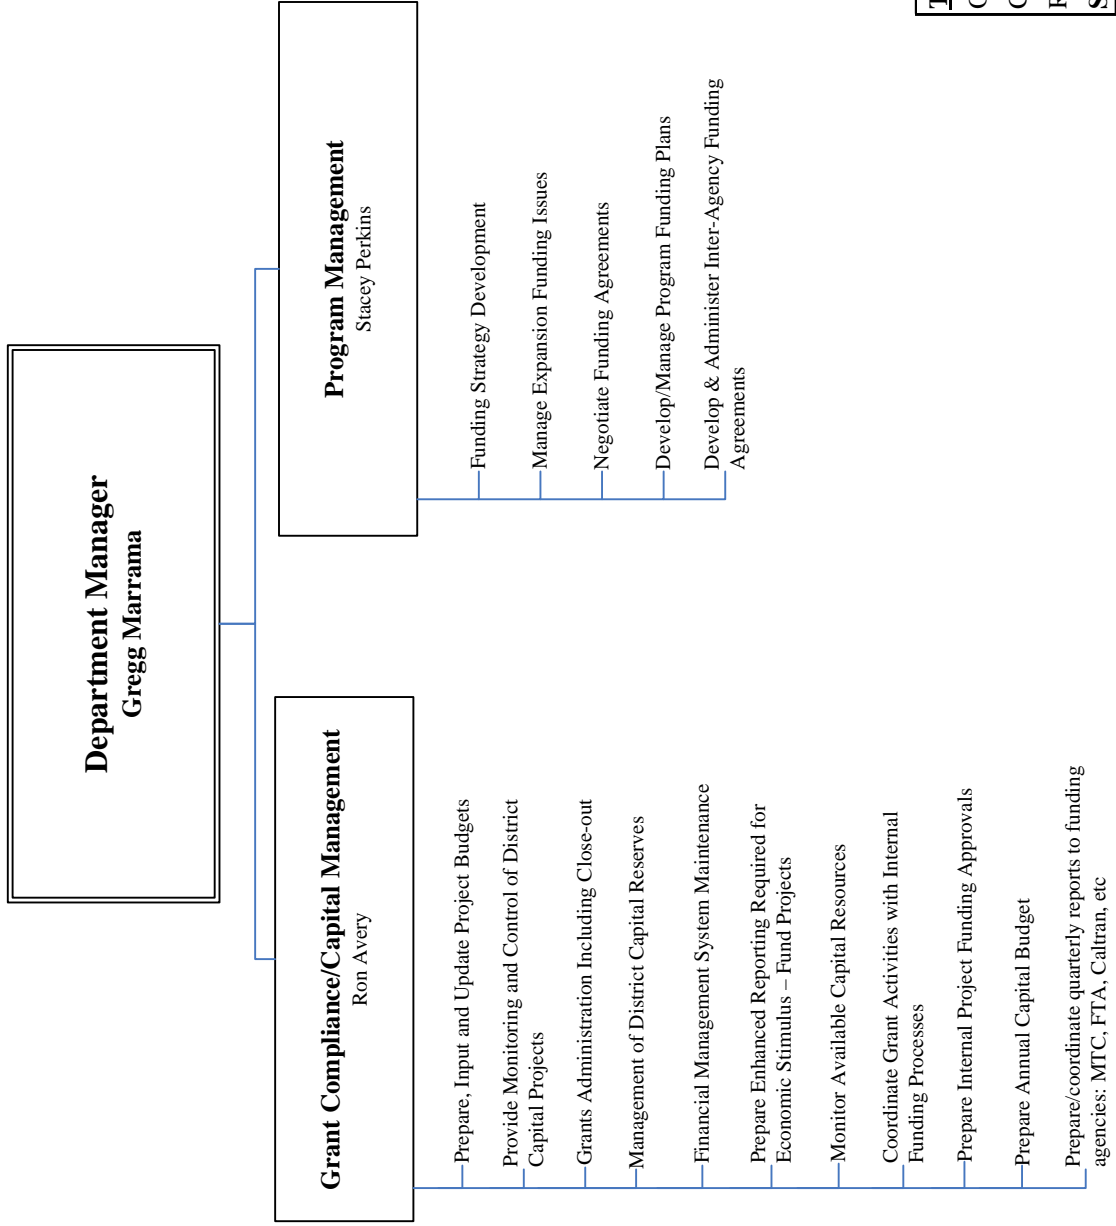 Department Manager
Gregg Marrama
Grant Compliance/Capital Management
Ron Avery
Prepare, Input and Update Project Budgets
Provide Monitoring and Control of District
Capital Projects
Grants Administration Including Close-out
Management of District Capital Reserves
Financial Management System Maintenance
Prepare Enhanced Reporting Required for
Economic Stimulus – Fund Projects
Monitor Available Capital Resources
Coordinate Grant Activities with Internal
Funding Processes
Prepare Internal Project Funding Approvals
Prepare Annual Capital Budget
Prepare/coordinate quarterly reports to funding
agencies: MTC, FTA, Caltran, etc
Program Management
Stacey Perkins
Funding Strategy Development
Manage Expansion Funding Issues
Negotiate Funding Agreements
Develop/Manage Program Funding Plans
Develop & Administer Inter-Agency Funding
Agreements